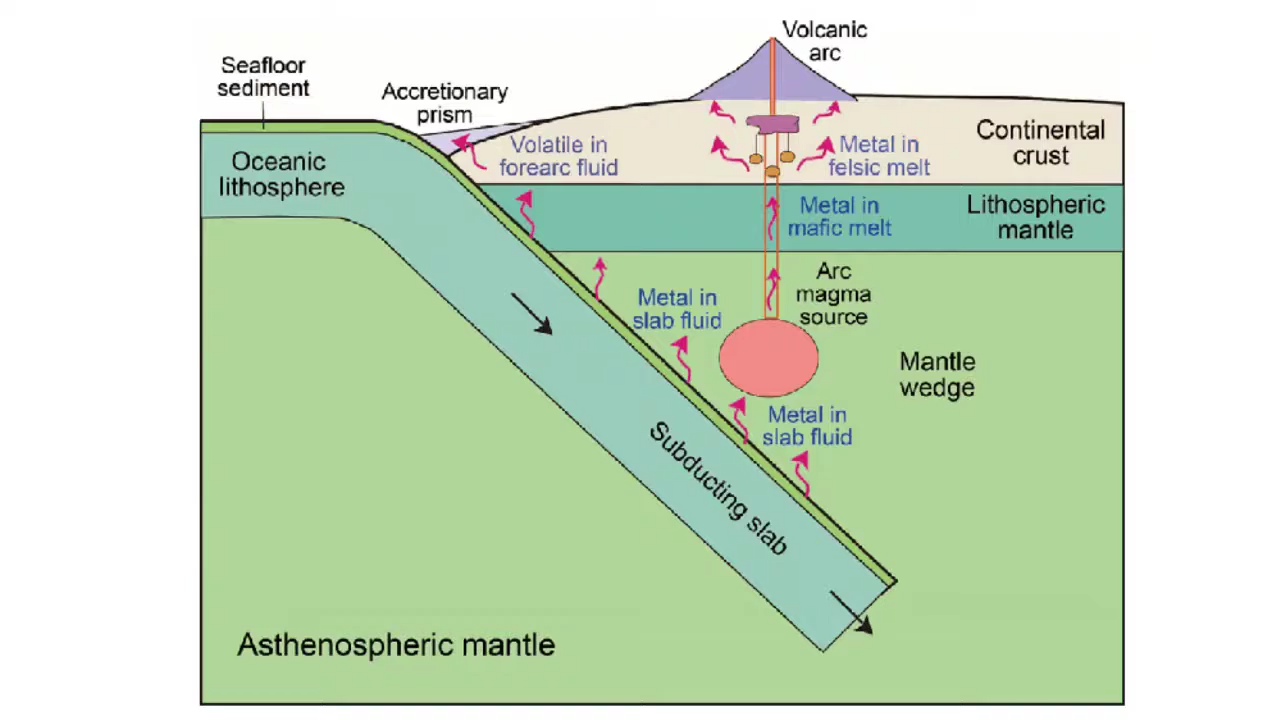 Volcanic
arc
Seafloor
sediment
Accretionary
prism
Oceanic
lithosphere
Volatile in
forearc fluid
Metal in
felsic melt
Continental
crust
Metal in
mafic melt
Lithospheric
mantle
Arc
magma
source
Metal in
slab fluid
Mantle
wedge
Metal in
slab fluid
Subducting slab
Asthenospheric mantle